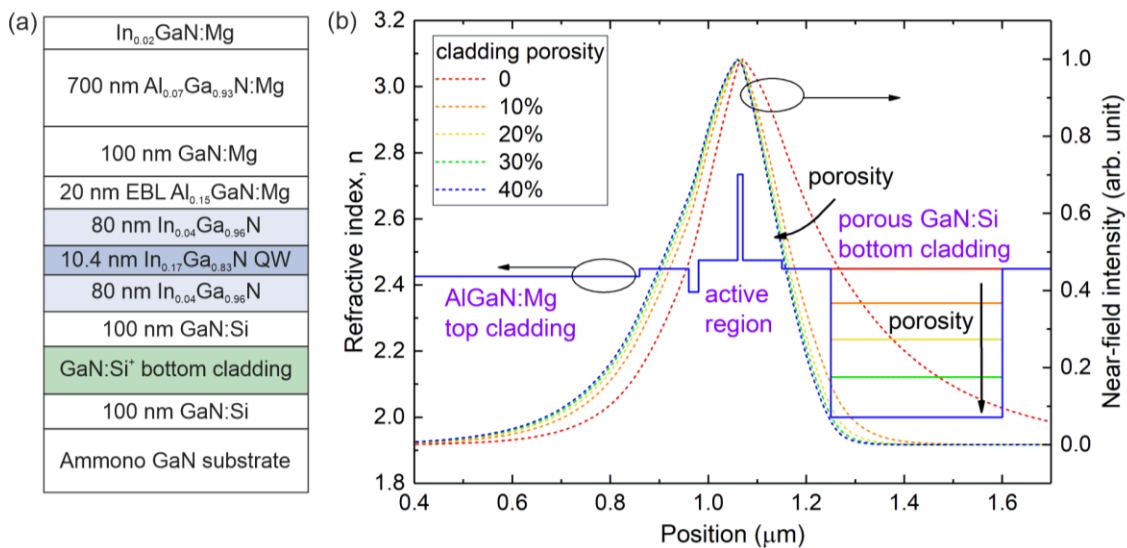 (a)
In0.02GaN:Mg
700 nm Al0.07Ga0.93N:Mg
100 nm GaN:Mg
20 nm EBL Al0.15GaN:Mg
80 nm In0.04Ga0.96N
10.4 nm In0.17Ga0.83N QW
80 nm In0.04Ga0.96N
100 nm GaN:Si
GaN:Si+ bottom cladding
100 nm GaN:Si
Ammono GaN substrate
(b)
Refractive index, n
3.2
3.0
2.8
2.6
2.4
2.2
2.0
1.8
cladding porosity
0
10%
20%
30%
40%
porosity
porous GaN:Si
bottom cladding
AlGaN:Mg
top cladding
active
region
porosity
1.0
0.8
0.6
0.4
0.2
0.0
Near-field intensity (arb. unit)
0.4
0.6
0.8
1.0
1.2
1.4
1.6
Position (μm)